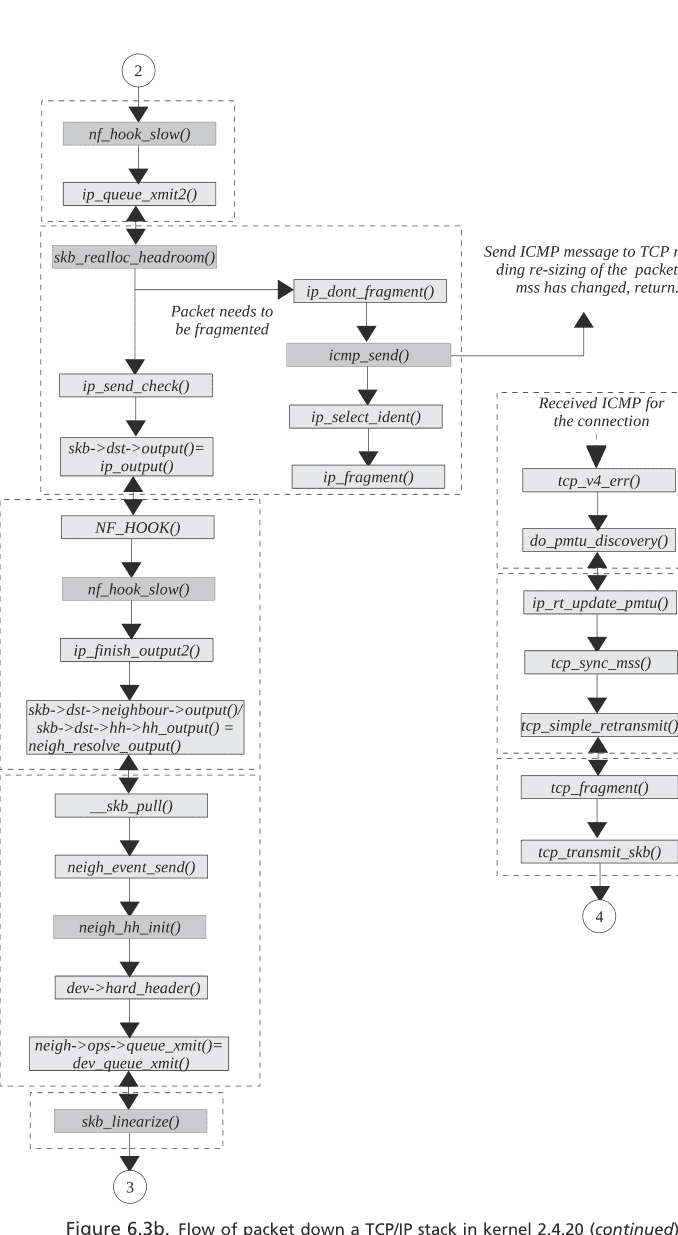 2
nf_hook_slow()
ip_queue_xmit2()
skb_realloc_headroom()
Packet needs to
be fragmented
ip_dont_fragment()
icmp_send()
ip_select_ident()
ip_fragment()
Send ICMP message to TCP
ding re-sizing of the packet
mss has changed, return.
ip_send_check()
skb->dst->output()=
ip_output()
NF_HOOK()
nf_hook_slow()
ip_finish_output2()
skb->dst->neighbour->output()/
skb->dst->hh->hh_output() =
neigh_resolve_output()
__skb_pull()
neigh_event_send()
neigh_hh_init()
dev->hard_header()
neigh->ops->queue_xmit()=
dev_queue_xmit()
skb_linearize()
3
Received ICMP for
the connection
tcp_v4_err()
do_pmtu_discovery()
ip_rt_update_pmtu()
tcp_sync_mss()
tcp_simple_retransmit()
tcp_fragment()
tcp_transmit_skb()
4
Figure 6.3b. Flow of packet down a TCP/IP stack in kernel 2.4.20 (continued)